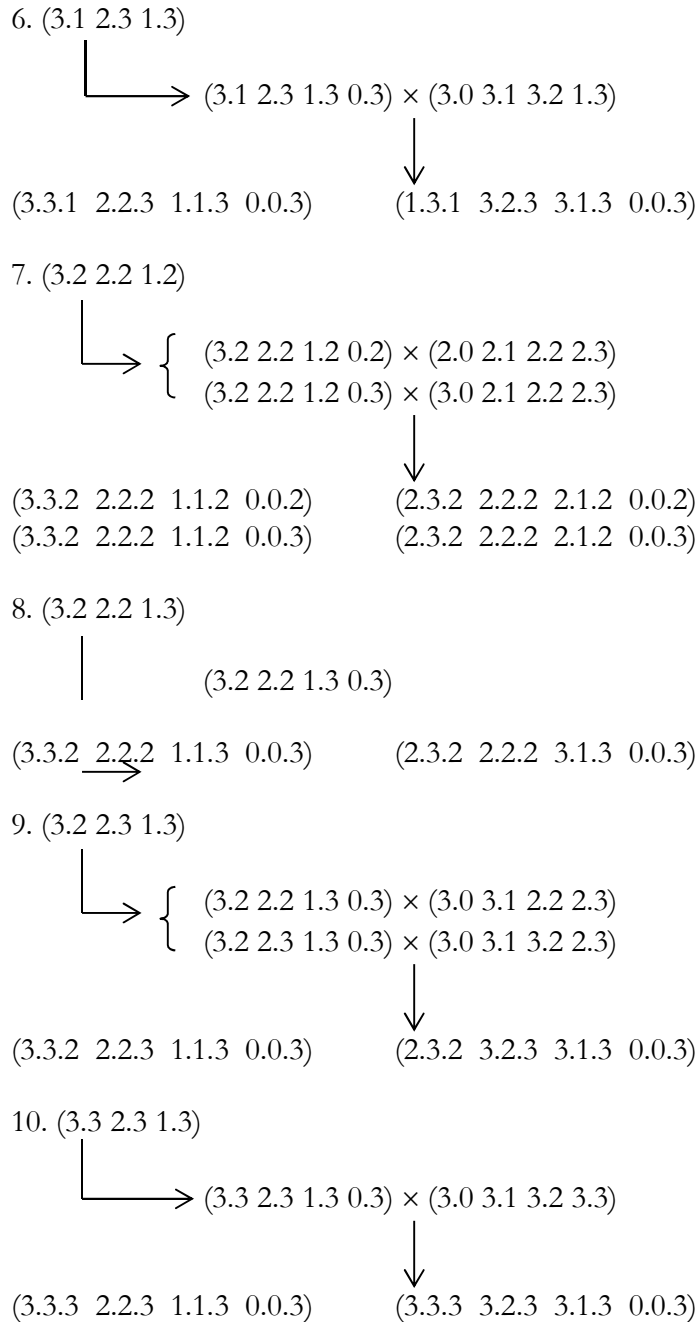 6. (3.1 2.3 1.3)
(3.1 2.3 1.3 0.3) × (3.0 3.1 3.2 1.3)
(3.3.1 2.2.3 1.1.3 0.0.3) (1.3.1 3.2.3 3.1.3 0.0.3)
7. (3.2 2.2 1.2)
(3.2 2.2 1.2 0.2) × (2.0 2.1 2.2 2.3)
(3.2 2.2 1.2 0.3) × (3.0 2.1 2.2 2.3)
(3.3.2 2.2.2 1.1.2 0.0.2) (2.3.2 2.2.2 2.1.2 0.0.2)
(3.3.2 2.2.2 1.1.2 0.0.3) (2.3.2 2.2.2 2.1.2 0.0.3)
8. (3.2 2.2 1.3)
(3.2 2.2 1.3 0.3)
(3.3.2 2.2.2 1.1.3 0.0.3) (2.3.2 2.2.2 3.1.3 0.0.3)
9. (3.2 2.3 1.3)
(3.2 2.2 1.3 0.3) × (3.0 3.1 2.2 2.3)
(3.2 2.3 1.3 0.3) × (3.0 3.1 3.2 2.3)
(3.3.2 2.2.3 1.1.3 0.0.3) (2.3.2 3.2.3 3.1.3 0.0.3)
10. (3.3 2.3 1.3)
(3.3 2.3 1.3 0.3) × (3.0 3.1 3.2 3.3)
(3.3.3 2.2.3 1.1.3 0.0.3) (3.3.3 3.2.3 3.1.3 0.0.3)